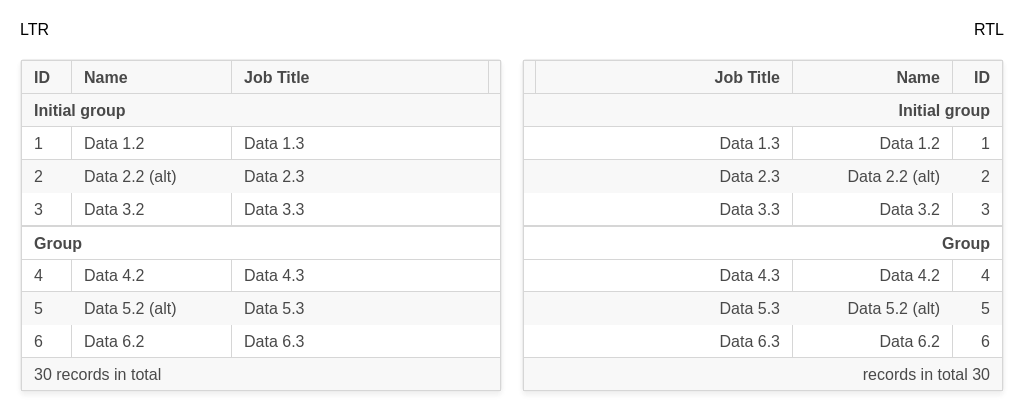 LTR
ID Name Job Title
Initial group
1 Data 1.2 Data 1.3
2 Data 2.2 (alt) Data 2.3
3 Data 3.2 Data 3.3
Group
4 Data 4.2 Data 4.3
5 Data 5.2 (alt) Data 5.3
6 Data 6.2 Data 6.3
30 records in total
RTL
Job Title Name ID
Initial group
Data 1.3 Data 1.2 1
Data 2.3 Data 2.2 (alt) 2
Data 3.3 Data 3.2 3
Group
Data 4.3 Data 4.2 4
Data 5.3 Data 5.2 (alt) 5
Data 6.3 Data 6.2 6
records in total 30